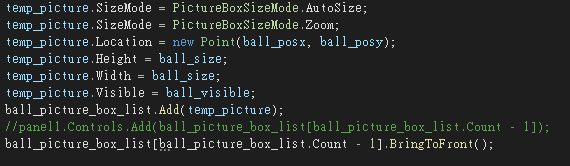 temp_picture.SizeMode = PictureBoxSizeMode.AutoSize;
temp_picture.SizeMode = PictureBoxSizeMode.Zoom;
temp_picture.Location = new Point(ball_posx, ball_posy);
temp_picture.Height = ball_size;
temp_picture.Width = ball_size;
temp_picture.Visible = ball_visible;
ball_picture_box_list.Add(temp_picture);
//panel1.Controls.Add(ball_picture_box_list[ball_picture_box_list.Count - 1]);
ball_picture_box_list[ball_picture_box_list.Count - 1].BringToFront();